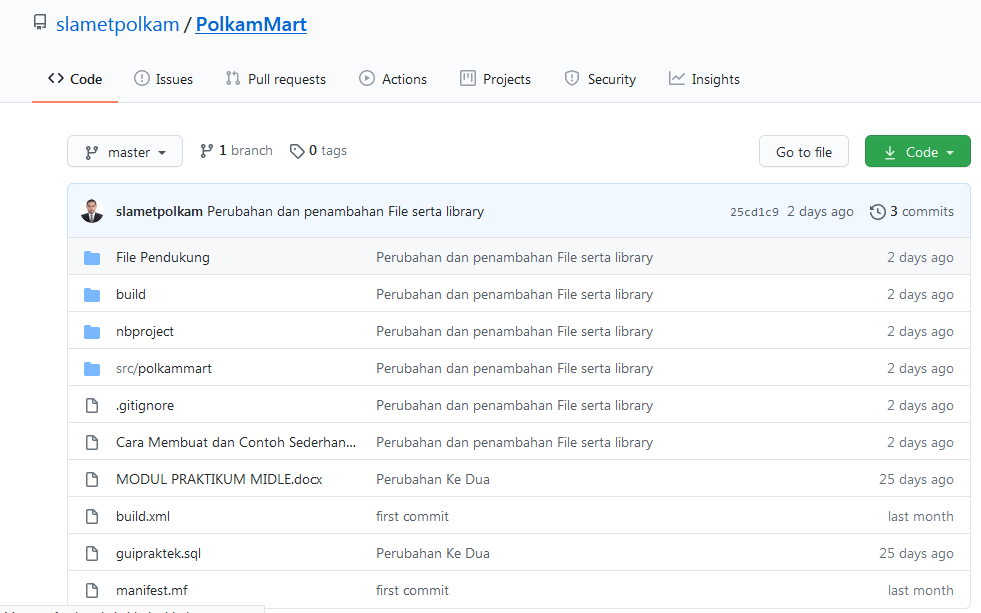 slametpolkam / PolkamMart
Code Issues Pull requests Actions Projects Security Insights
master 1 branch 0 tags Go to file Code
slametpolkam Perubahan dan penambahan File serta library 25cd1c9 2 days ago 3 commits
File Pendukung Perubahan dan penambahan File serta library 2 days ago
build Perubahan dan penambahan File serta library 2 days ago
nbproject Perubahan dan penambahan File serta library 2 days ago
src/polkammart Perubahan dan penambahan File serta library 2 days ago
.gitignore Perubahan dan penambahan File serta library 2 days ago
Cara Membuat dan Contoh Sederhan... Perubahan dan penambahan File serta library 2 days ago
MODUL PRAKTIKUM MIDLE.docx Perubahan Ke Dua 25 days ago
build.xml first commit last month
guipraktek.sql Perubahan Ke Dua 25 days ago
manifest.mf first commit last month